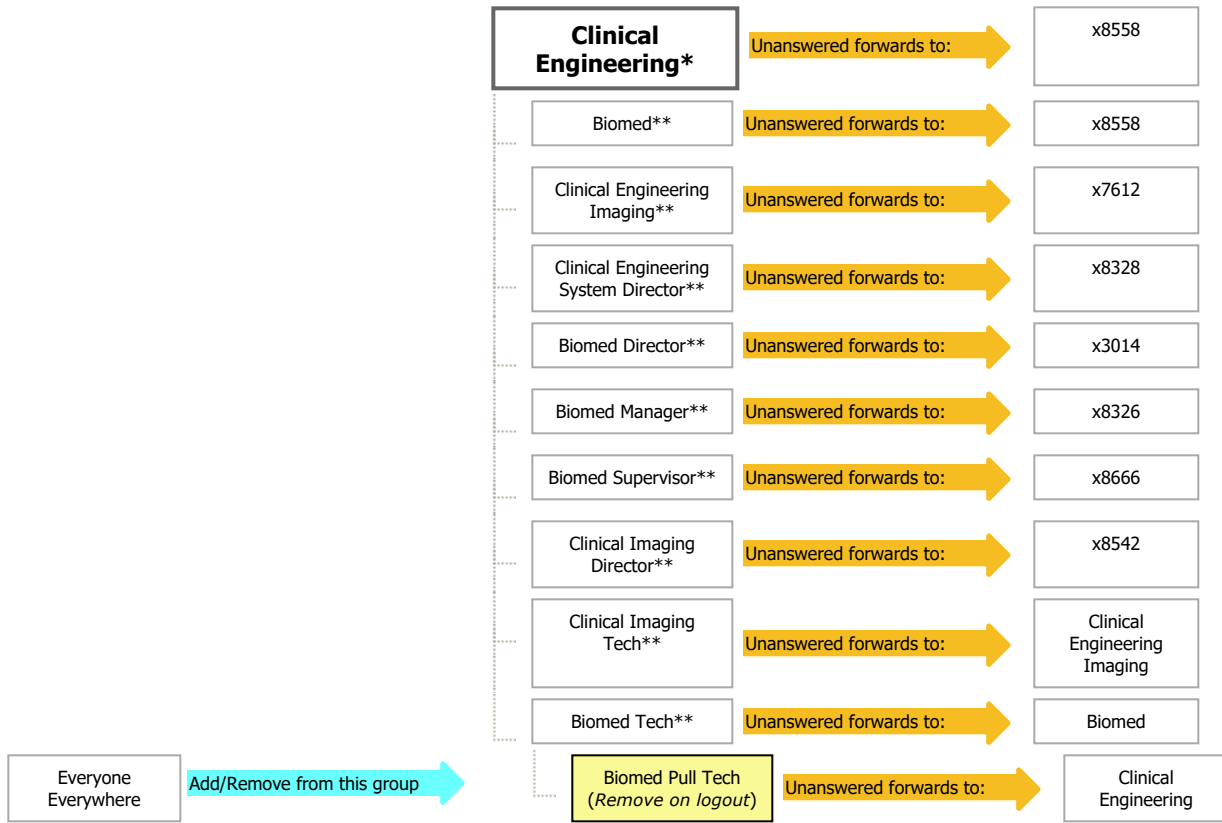 Clinical
Engineering*
Unanswered forwards to:
x8558
Biomed**
Unanswered forwards to:
x8558
Clinical Engineering
Imaging**
Unanswered forwards to:
x7612
Clinical Engineering
System Director**
Unanswered forwards to:
x8328
Biomed Director**
Unanswered forwards to:
x3014
Biomed Manager**
Unanswered forwards to:
x8326
Biomed Supervisor**
Unanswered forwards to:
x8666
Clinical Imaging
Director**
Unanswered forwards to:
x8542
Clinical Imaging
Tech**
Unanswered forwards to:
Clinical
Engineering
Imaging
Biomed Tech**
Unanswered forwards to:
Biomed
Everyone
Everywhere
Add/Remove from this group
Biomed Pull Tech
(Remove on logout)
Unanswered forwards to:
Clinical
Engineering